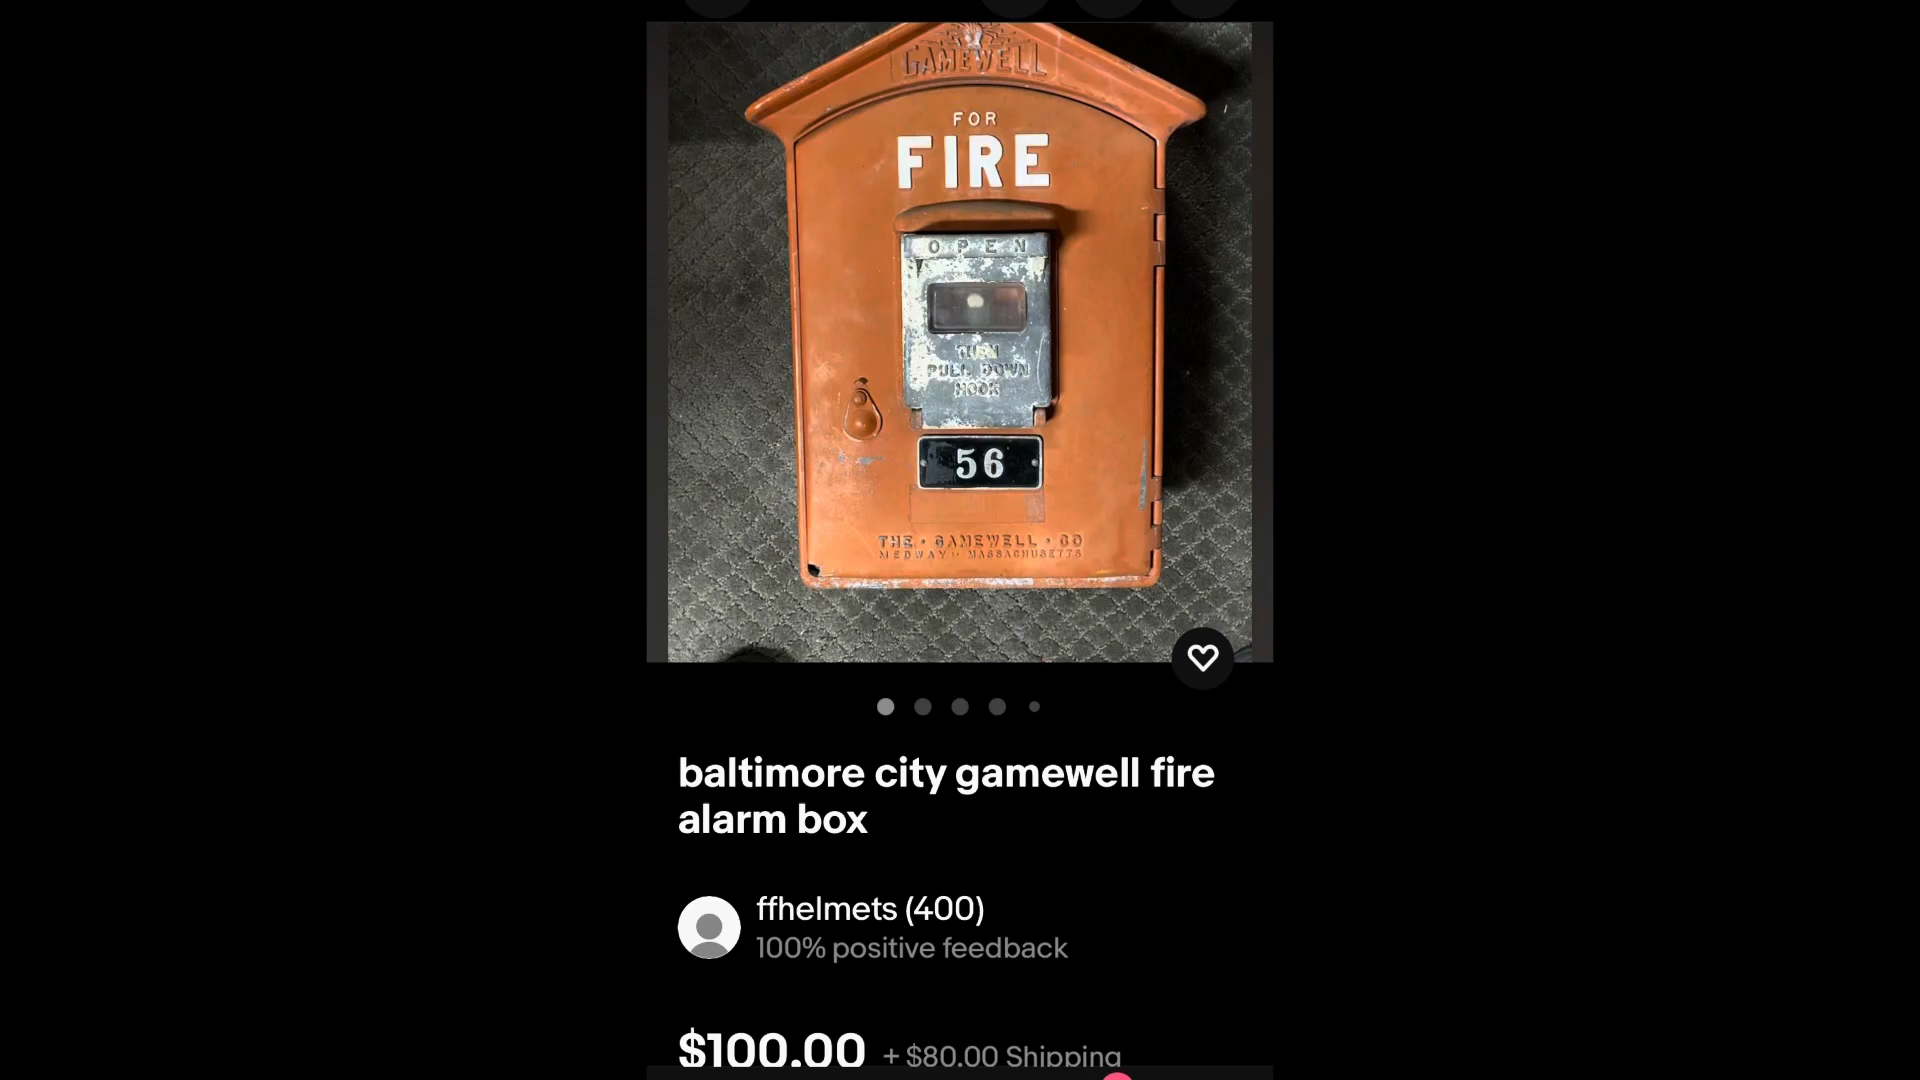 GAMEWELL
FOR
FIRE
OPEN
TURN
PULL DOWN
HOOK
56
THE · GAMEWELL · CO
MEDWAY · MASSACHUSETTS
baltimore city gamewell fire
alarm box
ffhelmets (400)
100% positive feedback
$100.00 + $80.00 Shipping